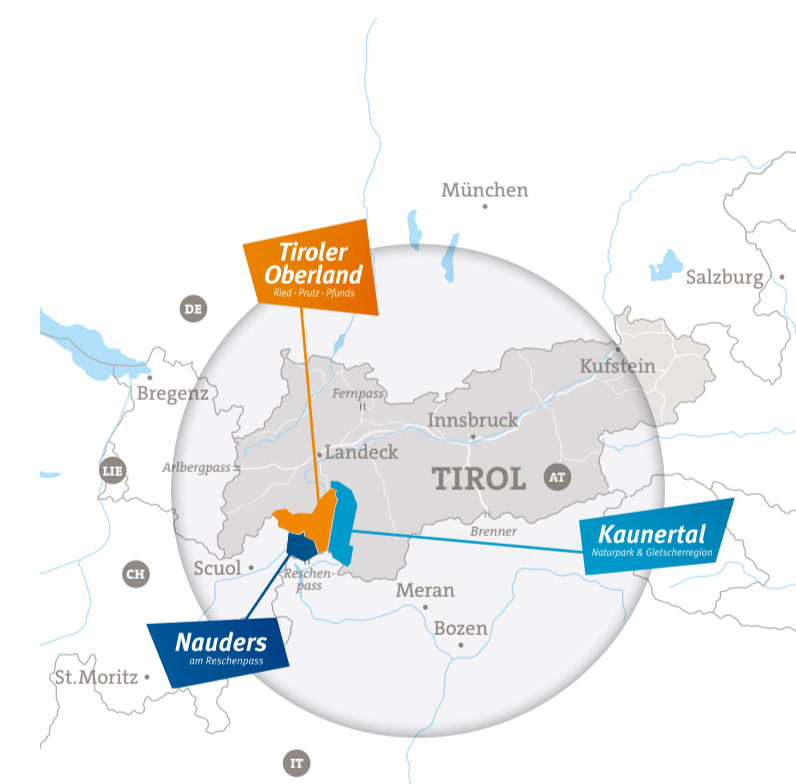 München
Tiroler
Oberland
Ried · Prutz · Pfunds
Salzburg
DE
Kufstein
Bregenz
Fernpass
Innsbruck
Landeck
Arlbergpass
LIE
TIROL
AT
Brenner
Kaunertal
Naturpark & Gletscherregion
Scuol
CH
Reschen-
pass
Meran
Bozen
Nauders
am Reschenpass
St.Moritz
IT